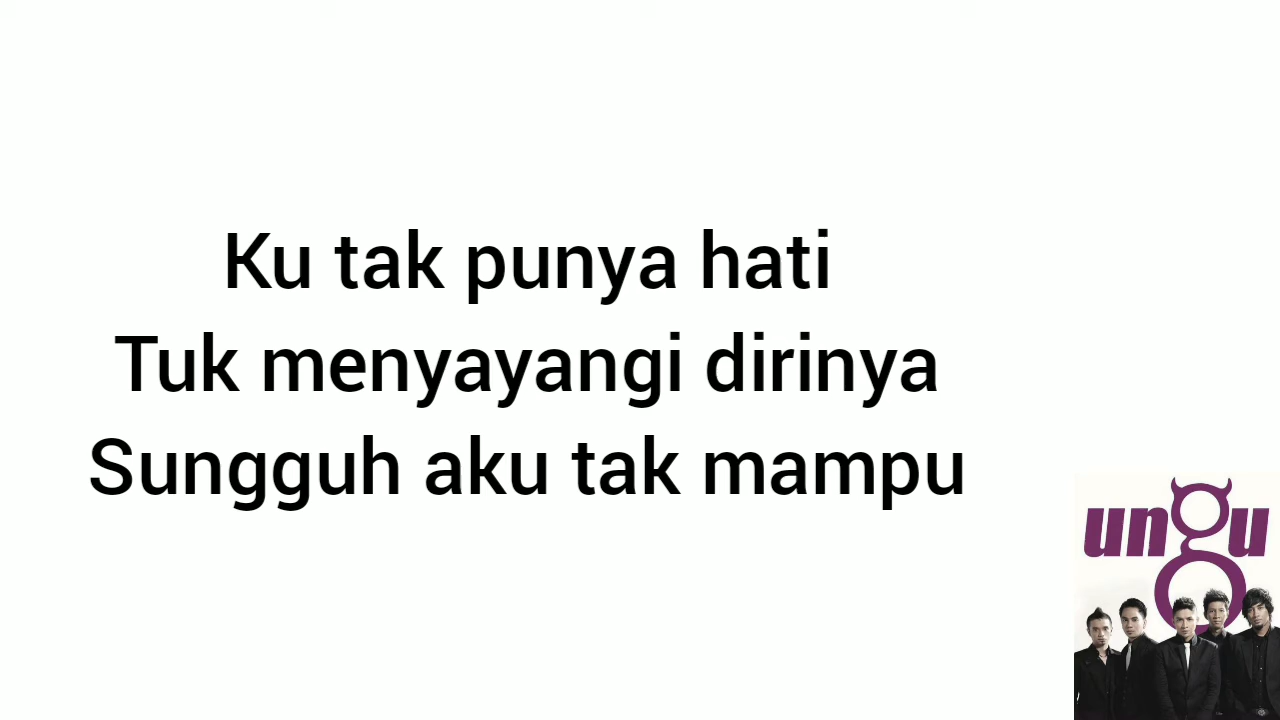 Ku tak punya hati
Tuk menyayangi dirinya
Sungguh aku tak mampu
ungu